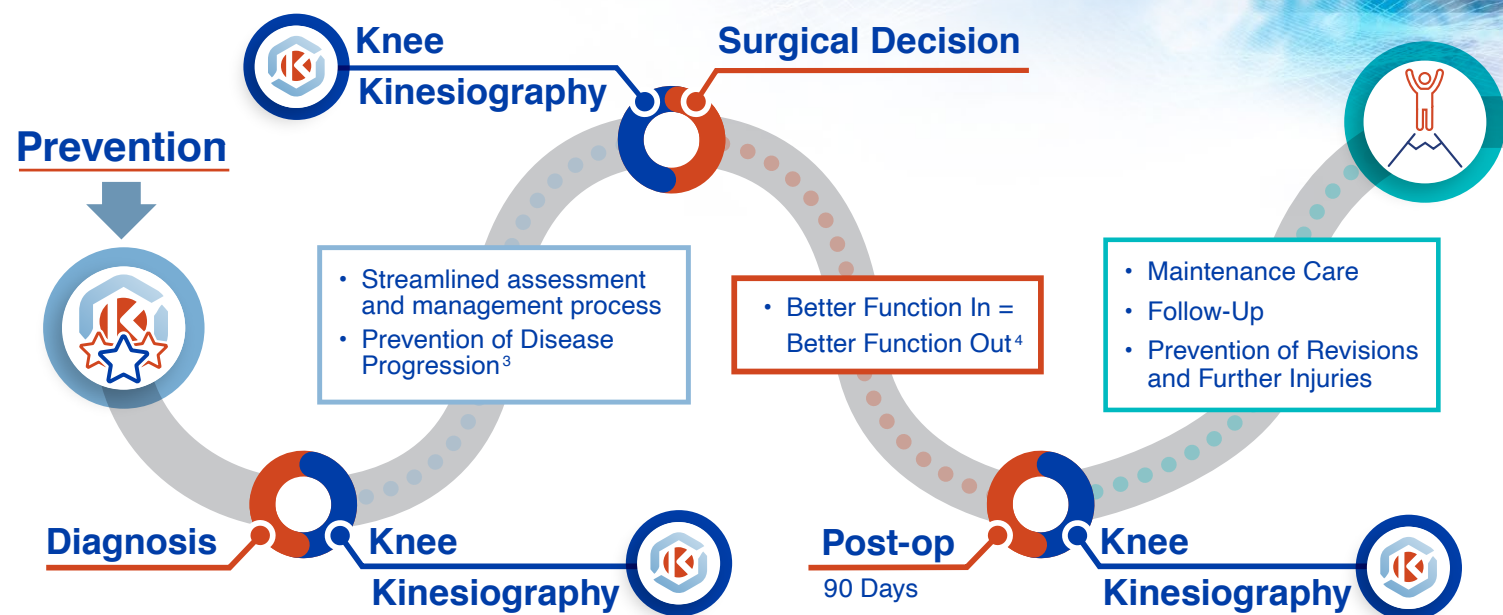 Prevention
Knee
Kinesiography
Surgical Decision
• Streamlined assessment
and management process
• Prevention of Disease
Progression³
• Better Function In =
Better Function Out⁴
• Maintenance Care
• Follow-Up
• Prevention of Revisions
and Further Injuries
Diagnosis
Knee
Kinesiography
Post-op
90 Days
Knee
Kinesiography